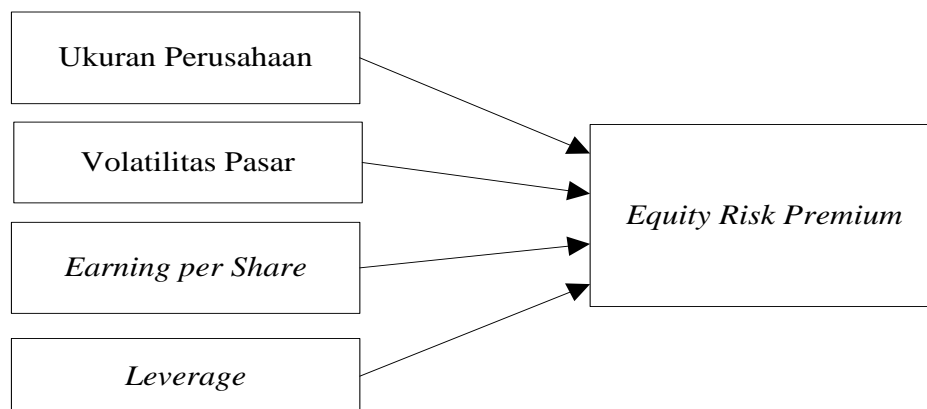 Ukuran Perusahaan
Volatilitas Pasar
Earning per Share
Leverage
Equity Risk Premium